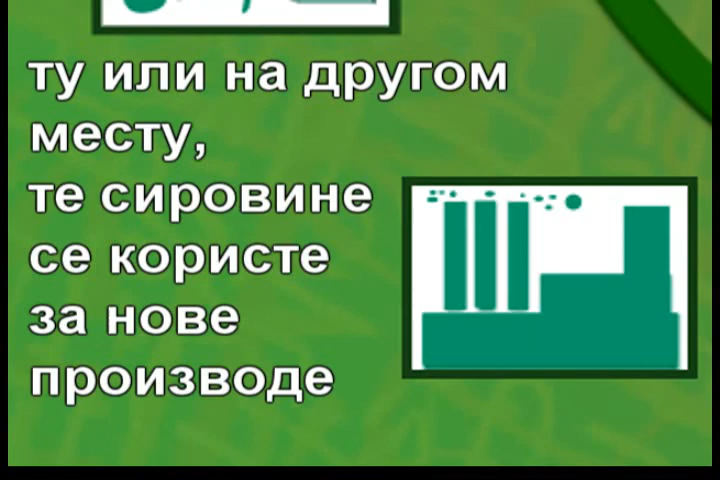 ту или на другом
месту,
те сировине
се користе
за нове
производе